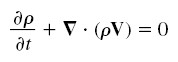 ∂ρ/∂t + ∇ · (ρV) = 0